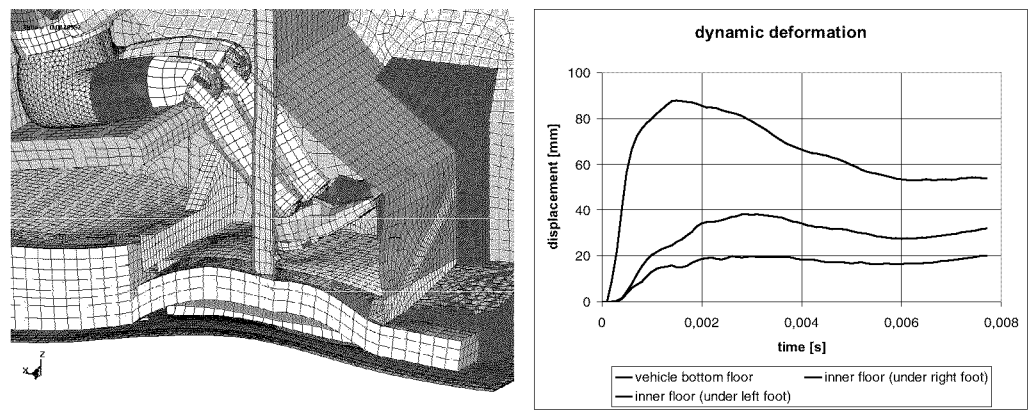 z
x
dynamic deformation
displacement [mm]
100
80
60
40
20
0
0
0,002
0,004
0,006
0,008
time [s]
vehicle bottom floor
inner floor (under right foot)
inner floor (under left foot)